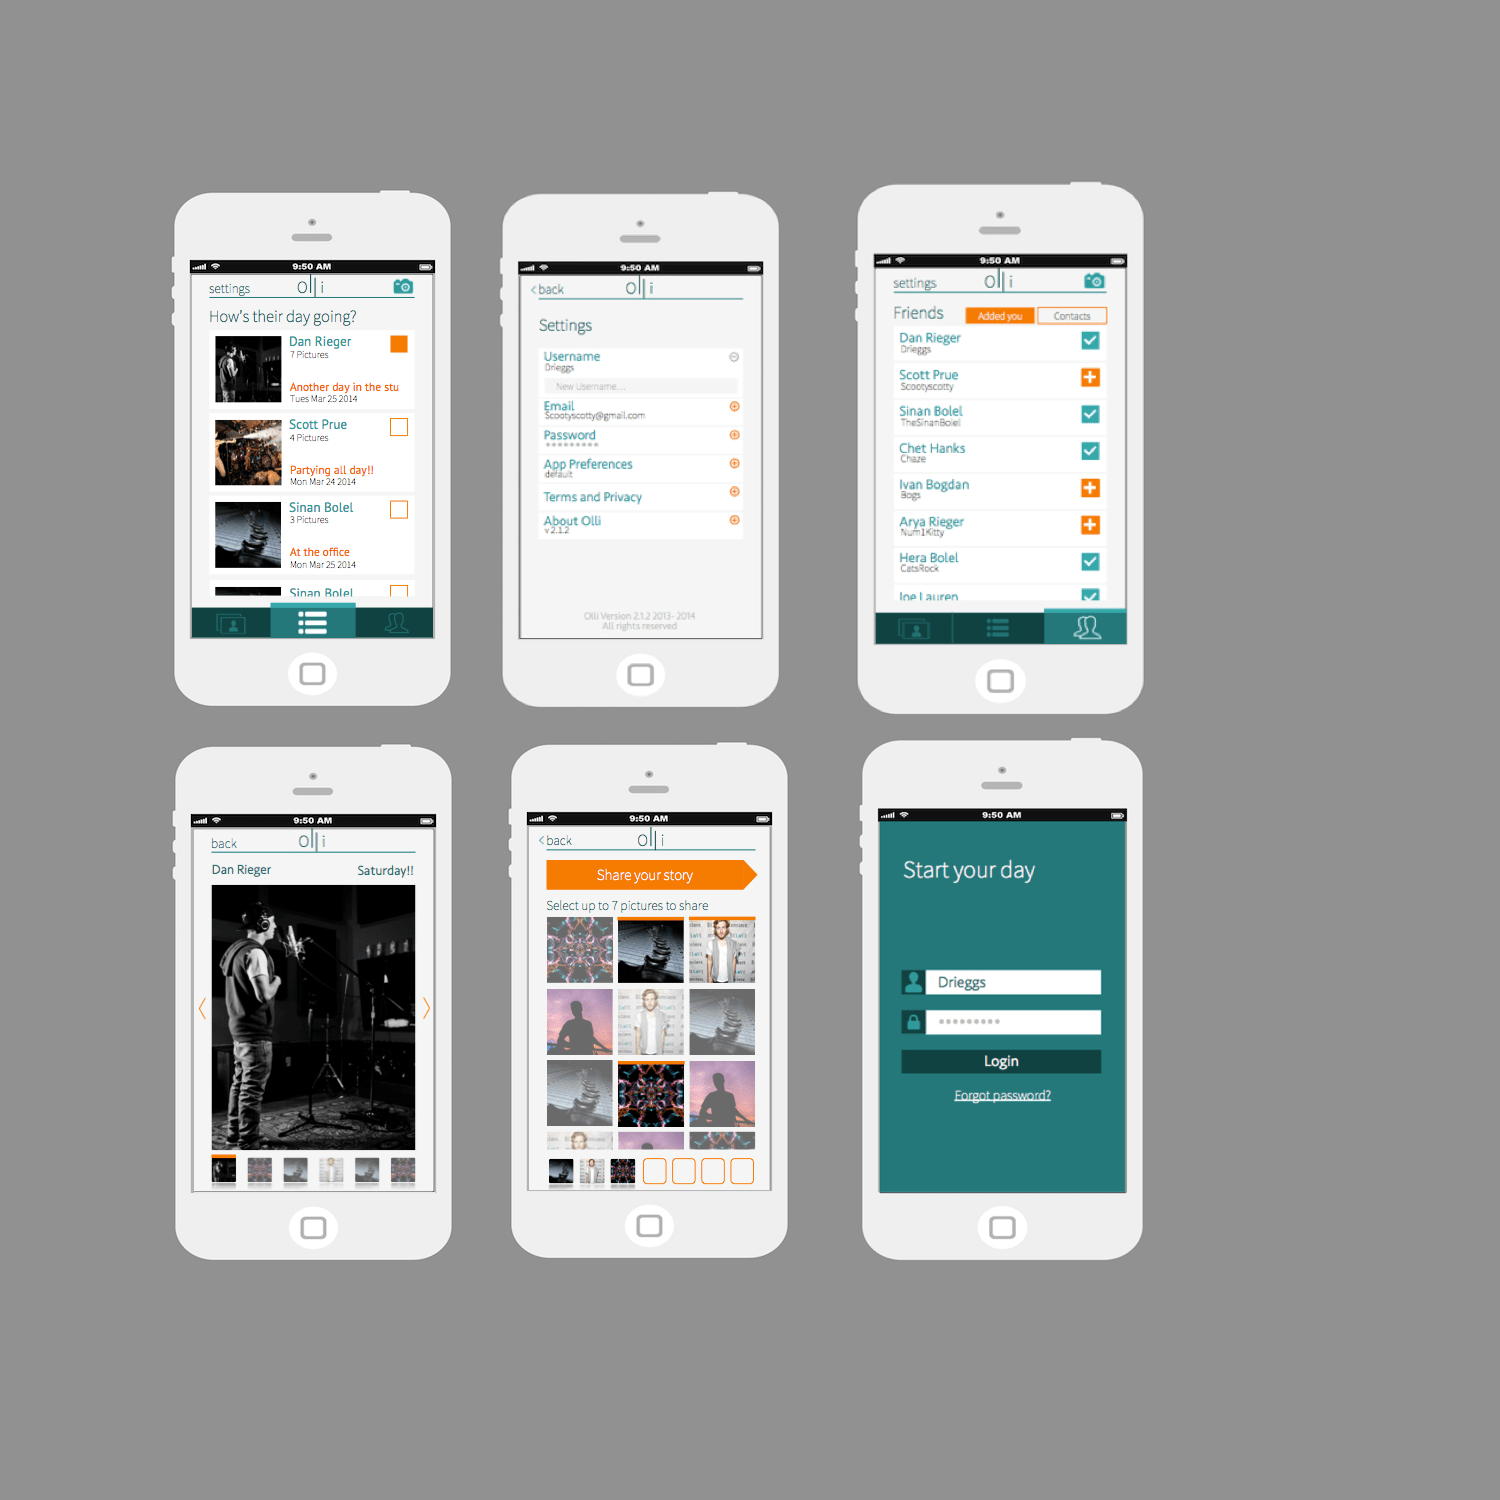 9:50 AM
settings
Olli
How's their day going?
Dan Rieger
7 Pictures
Another day in the stu
Tues Mar 25 2014
Scott Prue
4 Pictures
Partying all day!!
Mon Mar 24 2014
Sinan Bolel
3 Pictures
At the office
Mon Mar 25 2014
Sinan Bolel
9:50 AM
<back
Olli
Settings
Username
Drieggs
New Username...
Email
Scootyscotty@gmail.com
Password
App Preferences
default
Terms and Privacy
About Olli
v 2.1.2
Olli Version 2.1.2 2013- 2014
All rights reserved
9:50 AM
settings
Olli
Friends
Added you
Contacts
Dan Rieger
Drieggs
Scott Prue
Scootyscotty
Sinan Bolel
TheSinanBolel
Chet Hanks
Chaze
Ivan Bogdan
Bogs
Arya Rieger
Num1Kitty
Hera Bolel
CatsRock
Joe Lauren
9:50 AM
back
Olli
Dan Rieger
Saturday!!
9:50 AM
<back
Olli
Share your story
Select up to 7 pictures to share
9:50 AM
Start your day
Drieggs
Login
Forgot password?